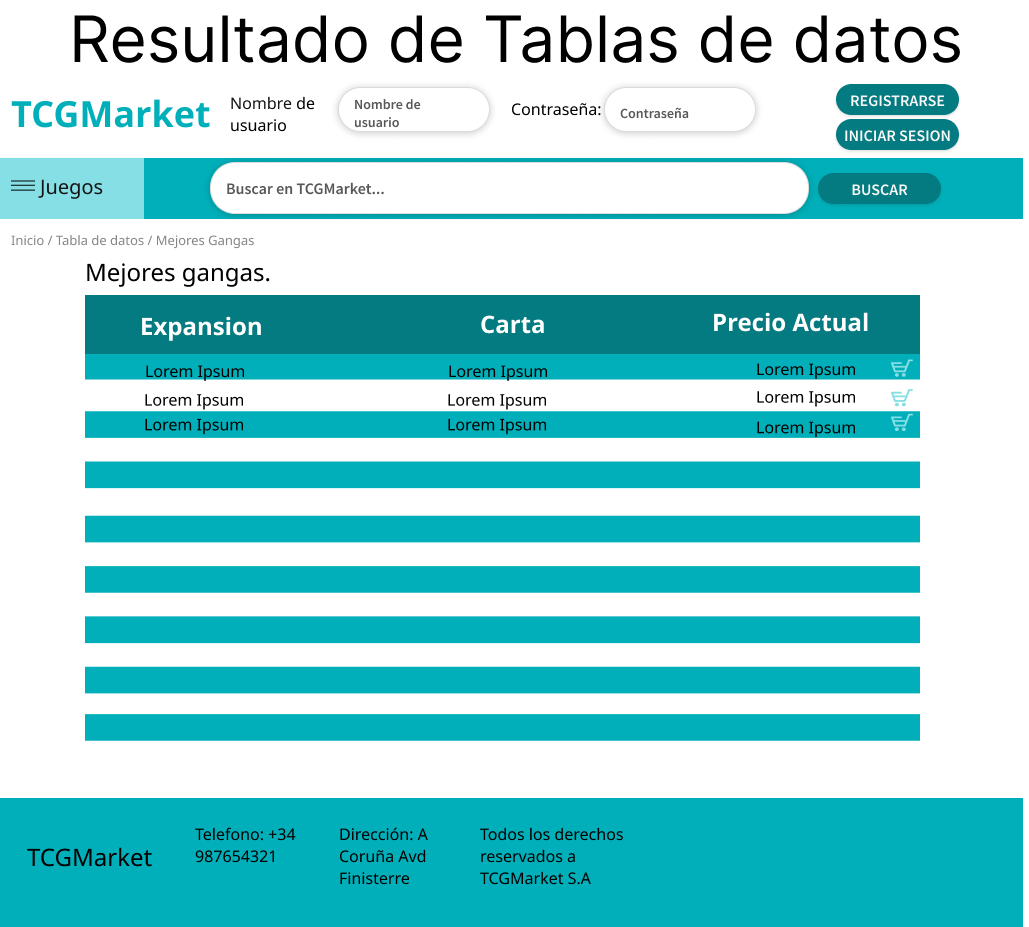 Resultado de Tablas de datos
TCGMarket
Nombre de
usuario
Nombre de
usuario
Contraseña:
Contraseña
REGISTRARSE
INICIAR SESION
Juegos
Buscar en TCGMarket...
BUSCAR
Inicio / Tabla de datos / Mejores Gangas
Mejores gangas.
Expansion Carta Precio Actual
Lorem Ipsum Lorem Ipsum Lorem Ipsum
Lorem Ipsum Lorem Ipsum Lorem Ipsum
Lorem Ipsum Lorem Ipsum Lorem Ipsum
TCGMarket
Telefono: +34
987654321
Dirección: A
Coruña Avd
Finisterre
Todos los derechos
reservados a
TCGMarket S.A